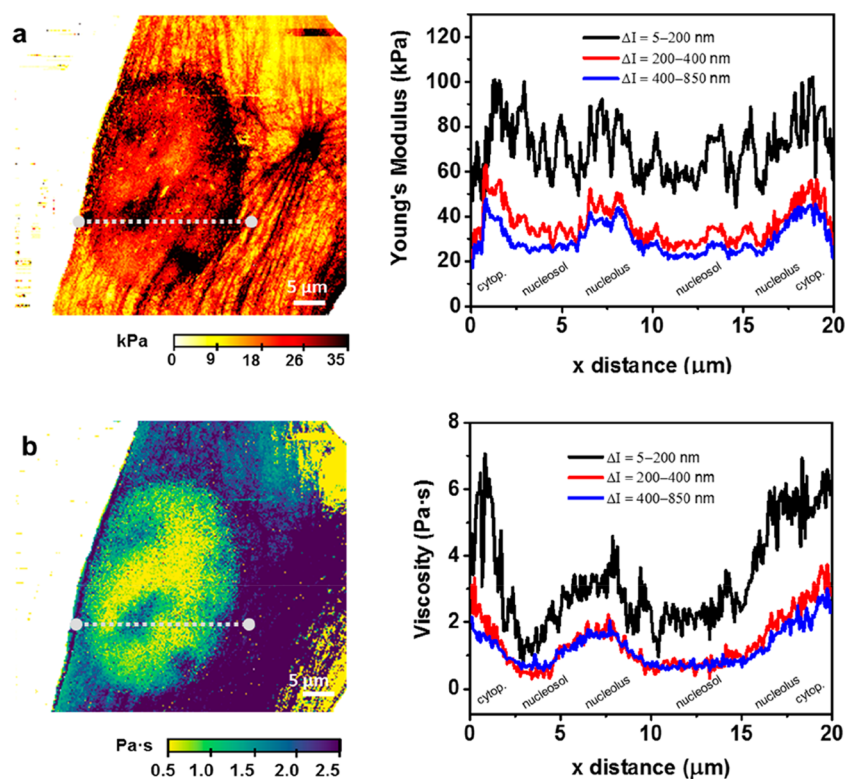 a
5 μm
kPa
0 9 18 26 35
Young's Modulus (kPa)
120
100
80
60
40
20
0
ΔI = 5–200 nm
ΔI = 200–400 nm
ΔI = 400–850 nm
cytop. nucleosol nucleolus nucleosol nucleolus cytop.
0 5 10 15 20
x distance (μm)
b
5 μm
Pa·s
0.5 1.0 1.5 2.0 2.5
Viscosity (Pa·s)
8
6
4
2
0
ΔI = 5–200 nm
ΔI = 200–400 nm
ΔI = 400–850 nm
cytop. nucleosol nucleolus nucleosol nucleolus cytop.
0 5 10 15 20
x distance (μm)